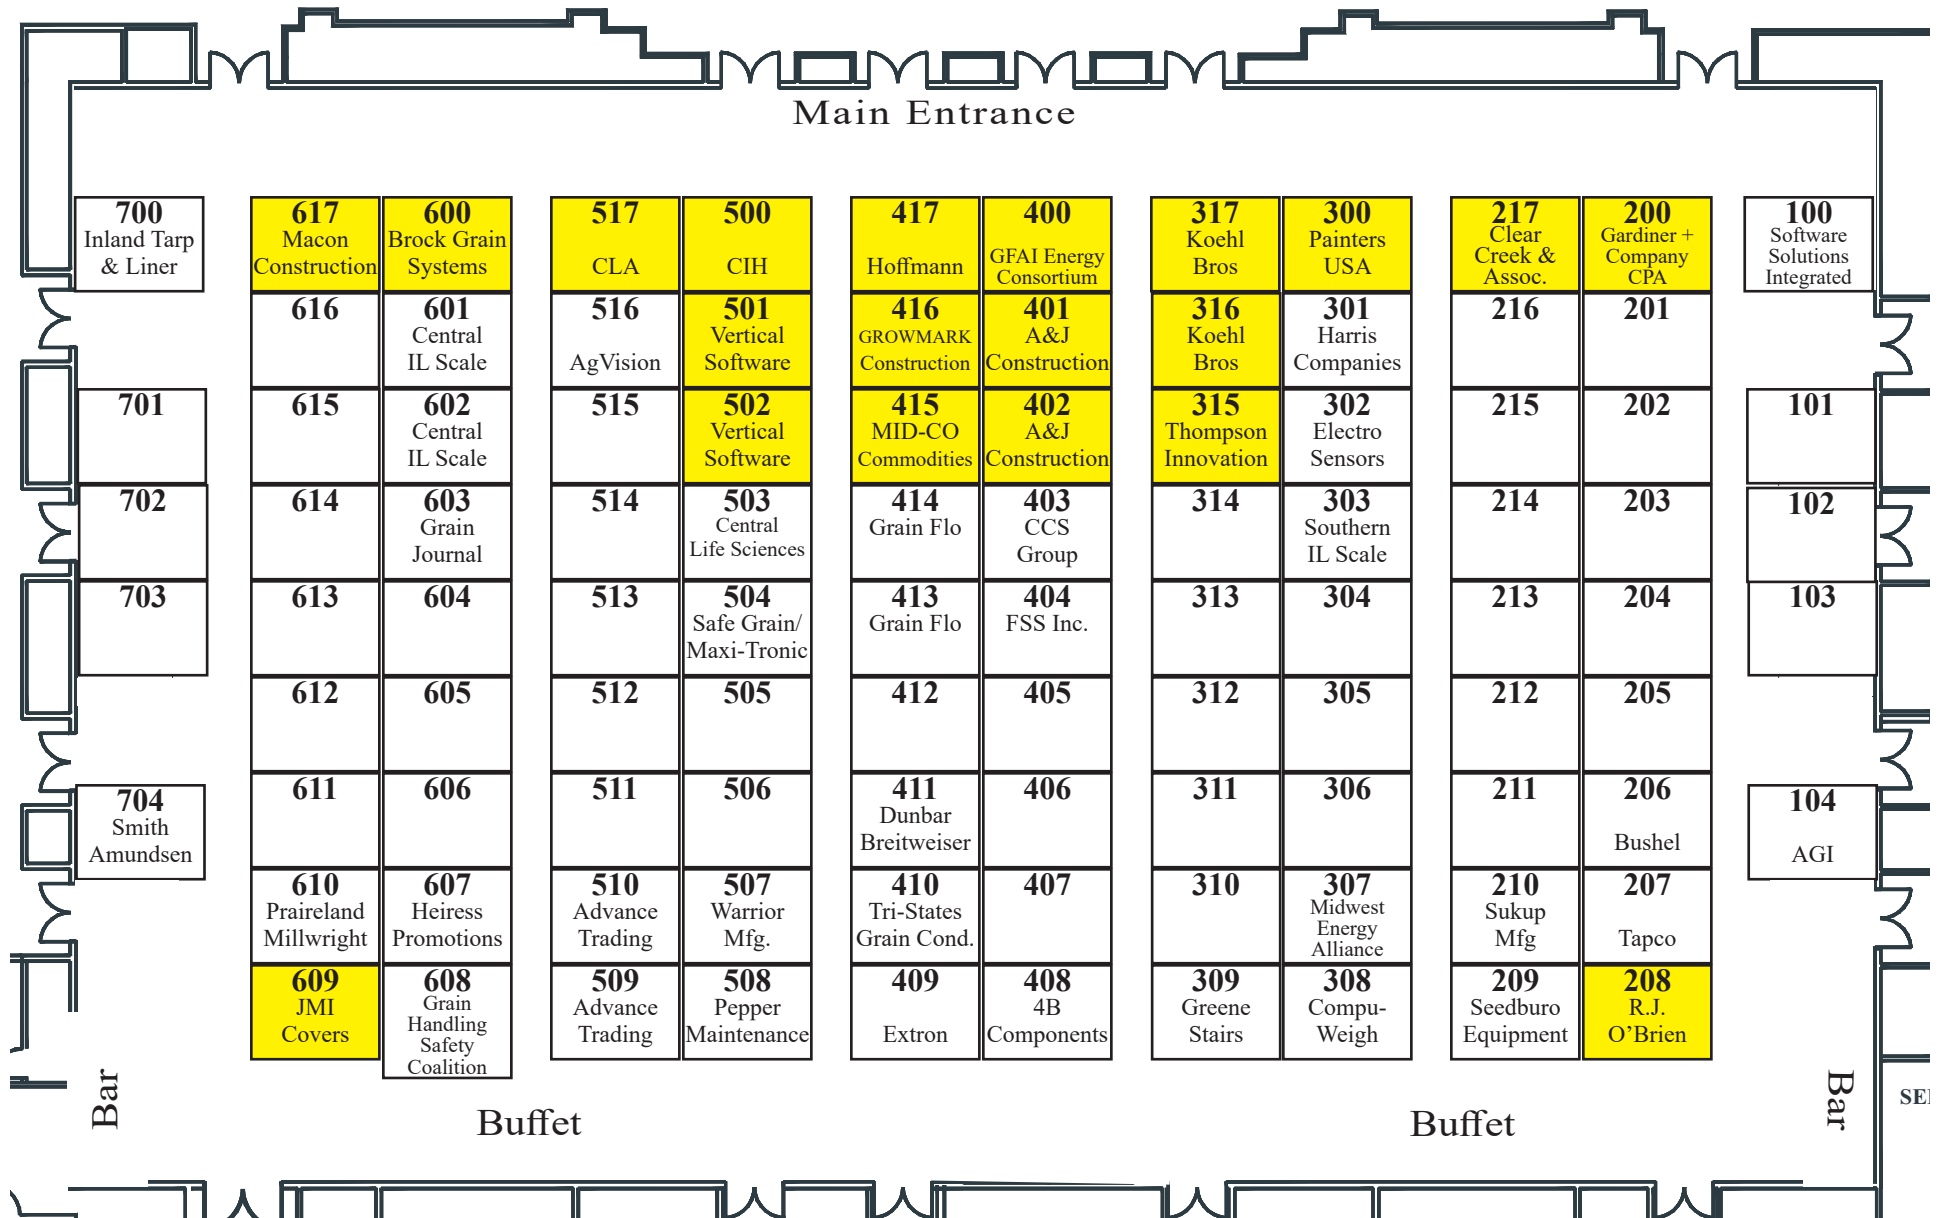 Main Entrance
700
Inland Tarp
& Liner
617
Macon
Construction
600
Brock Grain
Systems
517
CLA
500
CIH
417
Hoffmann
400
GFAI Energy
Consortium
317
Koehl
Bros
300
Painters
USA
217
Clear
Creek &
Assoc.
200
Gardiner +
Company
CPA
100
Software
Solutions
Integrated
616
601
Central
IL Scale
516
AgVision
501
Vertical
Software
416
GROWMARK
Construction
401
A&J
Construction
316
Koehl
Bros
301
Harris
Companies
216
201
701
615
602
Central
IL Scale
515
502
Vertical
Software
415
MID-CO
Commodities
402
A&J
Construction
315
Thompson
Innovation
302
Electro
Sensors
215
202
101
702
614
603
Grain
Journal
514
503
Central
Life Sciences
414
Grain Flo
403
CCS
Group
314
303
Southern
IL Scale
214
203
102
703
613
604
513
504
Safe Grain/
Maxi-Tronic
413
Grain Flo
404
FSS Inc.
313
304
213
204
103
612
605
512
505
412
405
312
305
212
205
704
Smith
Amundsen
611
606
511
506
411
Dunbar
Breitweiser
406
311
306
211
206
Bushel
104
AGI
610
Praireland
Millwright
607
Heiress
Promotions
510
Advance
Trading
507
Warrior
Mfg.
410
Tri-States
Grain Cond.
407
310
307
Midwest
Energy
Alliance
210
Sukup
Mfg
207
Tapco
609
JMI
Covers
608
Grain
Handling
Safety
Coalition
509
Advance
Trading
508
Pepper
Maintenance
409
Extron
408
4B
Components
309
Greene
Stairs
308
Compu-
Weigh
209
Seedburo
Equipment
208
R.J.
O'Brien
Bar
Buffet
Buffet
Bar